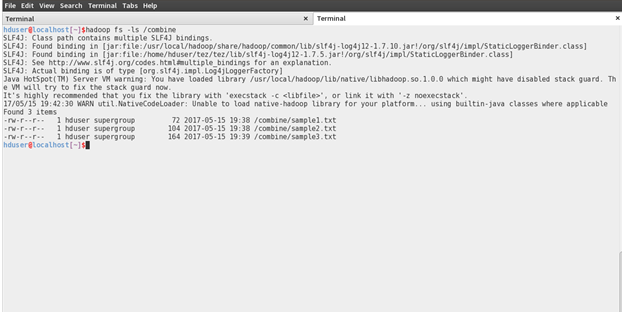 File Edit View Search Terminal Tabs Help
Terminal × Terminal ×
hduser@localhost[~]$hadoop fs -ls /combine
SLF4J: Class path contains multiple SLF4J bindings.
SLF4J: Found binding in [jar:file:/usr/local/hadoop/share/hadoop/common/lib/slf4j-log4j12-1.7.10.jar!/org/slf4j/impl/StaticLoggerBinder.class]
SLF4J: Found binding in [jar:file:/home/hduser/tez/tez/lib/slf4j-log4j12-1.7.5.jar!/org/slf4j/impl/StaticLoggerBinder.class]
SLF4J: See http://www.slf4j.org/codes.html#multiple_bindings for an explanation.
SLF4J: Actual binding is of type [org.slf4j.impl.Log4jLoggerFactory]
Java HotSpot(TM) Server VM warning: You have loaded library /usr/local/hadoop/lib/native/libhadoop.so.1.0.0 which might have disabled stack guard. Th
e VM will try to fix the stack guard now.
It's highly recommended that you fix the library with 'execstack -c <libfile>', or link it with '-z noexecstack'.
17/05/15 19:42:30 WARN util.NativeCodeLoader: Unable to load native-hadoop library for your platform... using builtin-java classes where applicable
Found 3 items
-rw-r--r-- 1 hduser supergroup 72 2017-05-15 19:38 /combine/sample1.txt
-rw-r--r-- 1 hduser supergroup 104 2017-05-15 19:38 /combine/sample2.txt
-rw-r--r-- 1 hduser supergroup 164 2017-05-15 19:39 /combine/sample3.txt
hduser@localhost[~]$